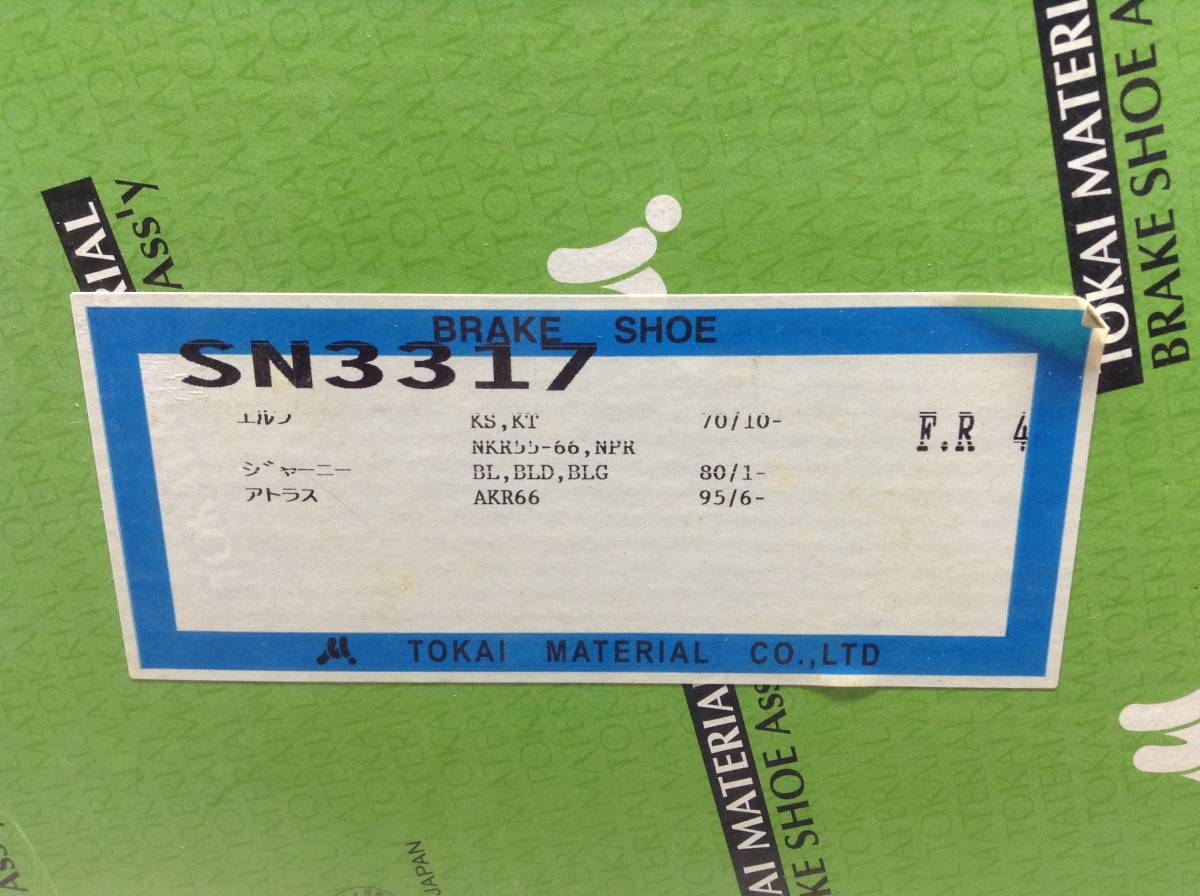 TOKAI MATERI
BRAKE SHOE A
RIAL
Ass'y
BRAKE SHOE
SN3317
エルフ KS,KT 70/10- F.R 4
NKR55-66,NPR
ジャーニー BL,BLD,BLG 80/1-
アトラス AKR66 95/6-
TOKAI MATERIAL CO.,LTD
AI MATERIAL
KE SHOE Ass
JAPAN